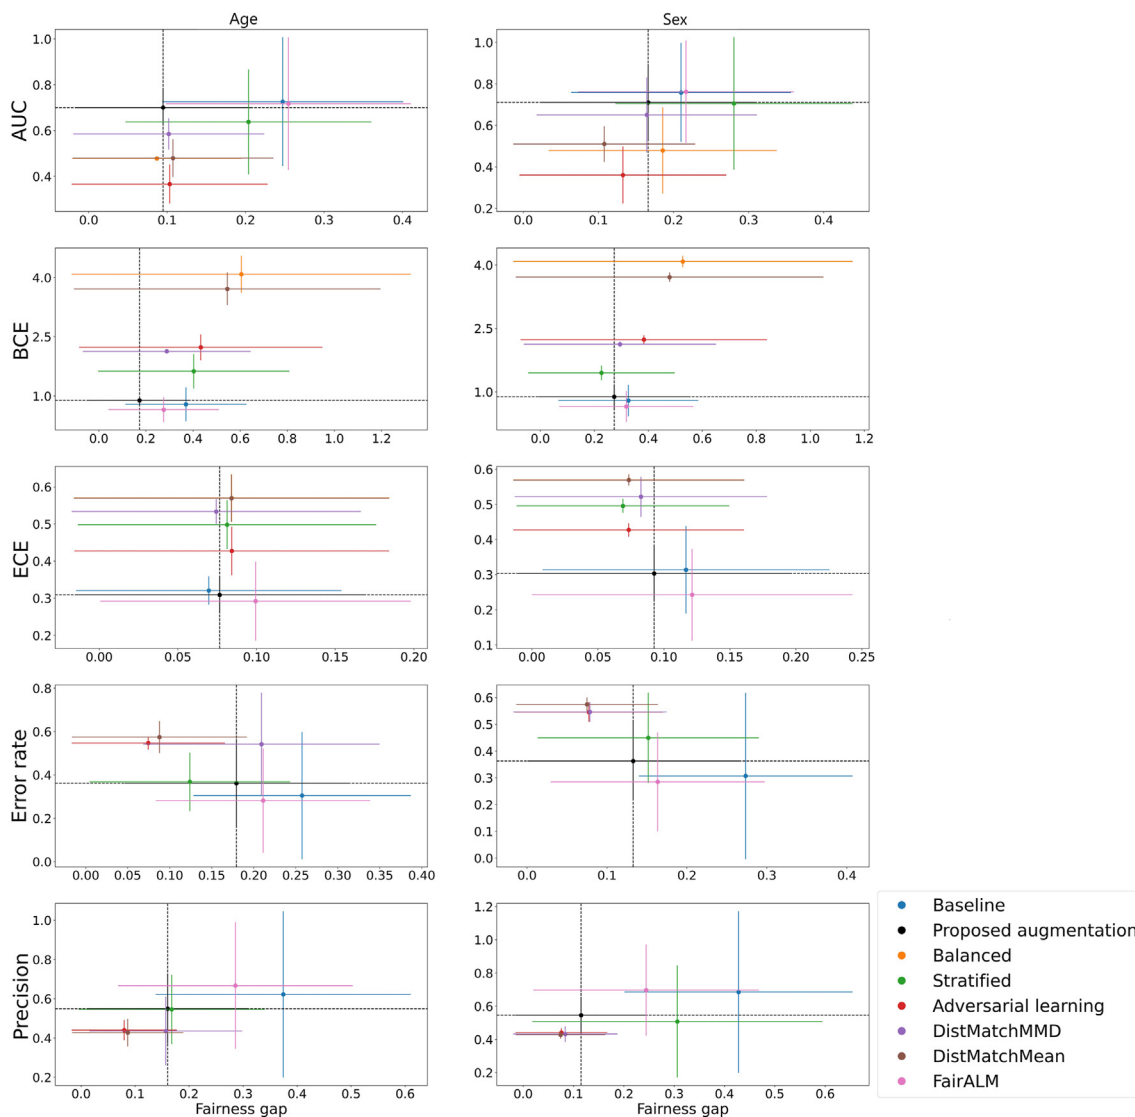 Age
Sex
AUC
1.0
0.8
0.6
0.4
0.0 0.1 0.2 0.3 0.4
1.0
0.8
0.6
0.4
0.2
0.0 0.1 0.2 0.3 0.4
BCE
4.0
2.5
1.0
0.0 0.2 0.4 0.6 0.8 1.0 1.2
4.0
2.5
1.0
0.0 0.2 0.4 0.6 0.8 1.0 1.2
ECE
0.6
0.5
0.4
0.3
0.2
0.00 0.05 0.10 0.15 0.20
0.6
0.5
0.4
0.3
0.2
0.1
0.00 0.05 0.10 0.15 0.20 0.25
Error rate
0.8
0.6
0.4
0.2
0.0
0.00 0.05 0.10 0.15 0.20 0.25 0.30 0.35 0.40
0.6
0.5
0.4
0.3
0.2
0.1
0.0
0.0 0.1 0.2 0.3 0.4
Precision
1.0
0.8
0.6
0.4
0.2
0.0 0.1 0.2 0.3 0.4 0.5 0.6
Fairness gap
1.2
1.0
0.8
0.6
0.4
0.2
0.0 0.1 0.2 0.3 0.4 0.5 0.6
Fairness gap
Baseline
Proposed augmentation
Balanced
Stratified
Adversarial learning
DistMatchMMD
DistMatchMean
FairALM